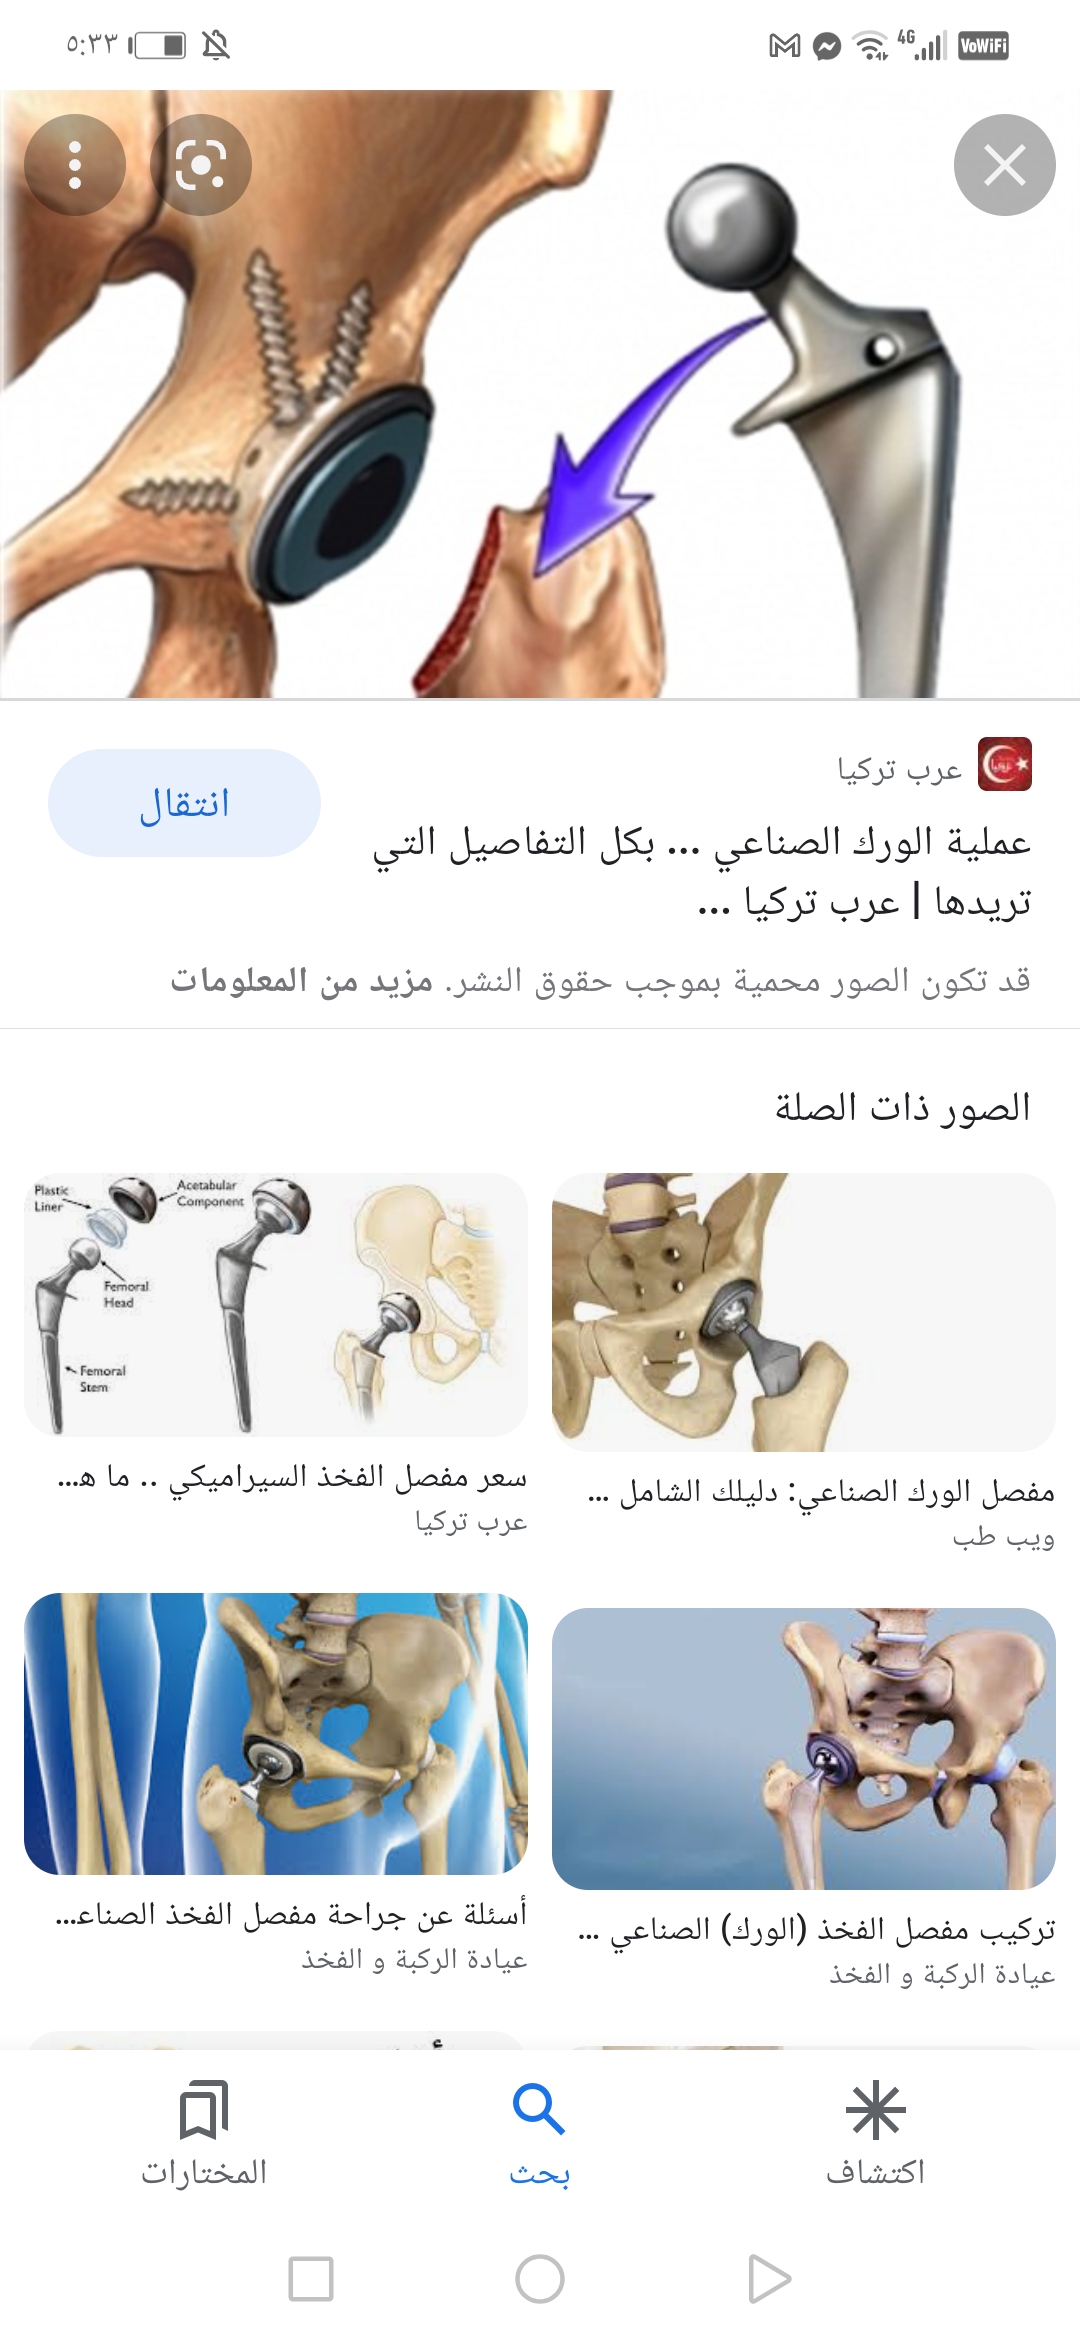 ٥:٣٣
4G
VoWiFi
عرب تركيا
عملية الورك الصناعي ... بكل التفاصيل التي
تريدها | عرب تركيا ...
انتقال
قد تكون الصور محمية بموجب حقوق النشر. مزيد من المعلومات
الصور ذات الصلة
Plastic
Liner
Acetabular
Component
Femoral
Head
Femoral
Stem
مفصل الورك الصناعي: دليلك الشامل ...
ويب طب
سعر مفصل الفخذ السيراميكي .. ما هـ...
عرب تركيا
تركيب مفصل الفخذ (الورك) الصناعي ...
عيادة الركبة و الفخذ
أسئلة عن جراحة مفصل الفخذ الصناعـ...
عيادة الركبة و الفخذ
اكتشاف
بحث
المختارات